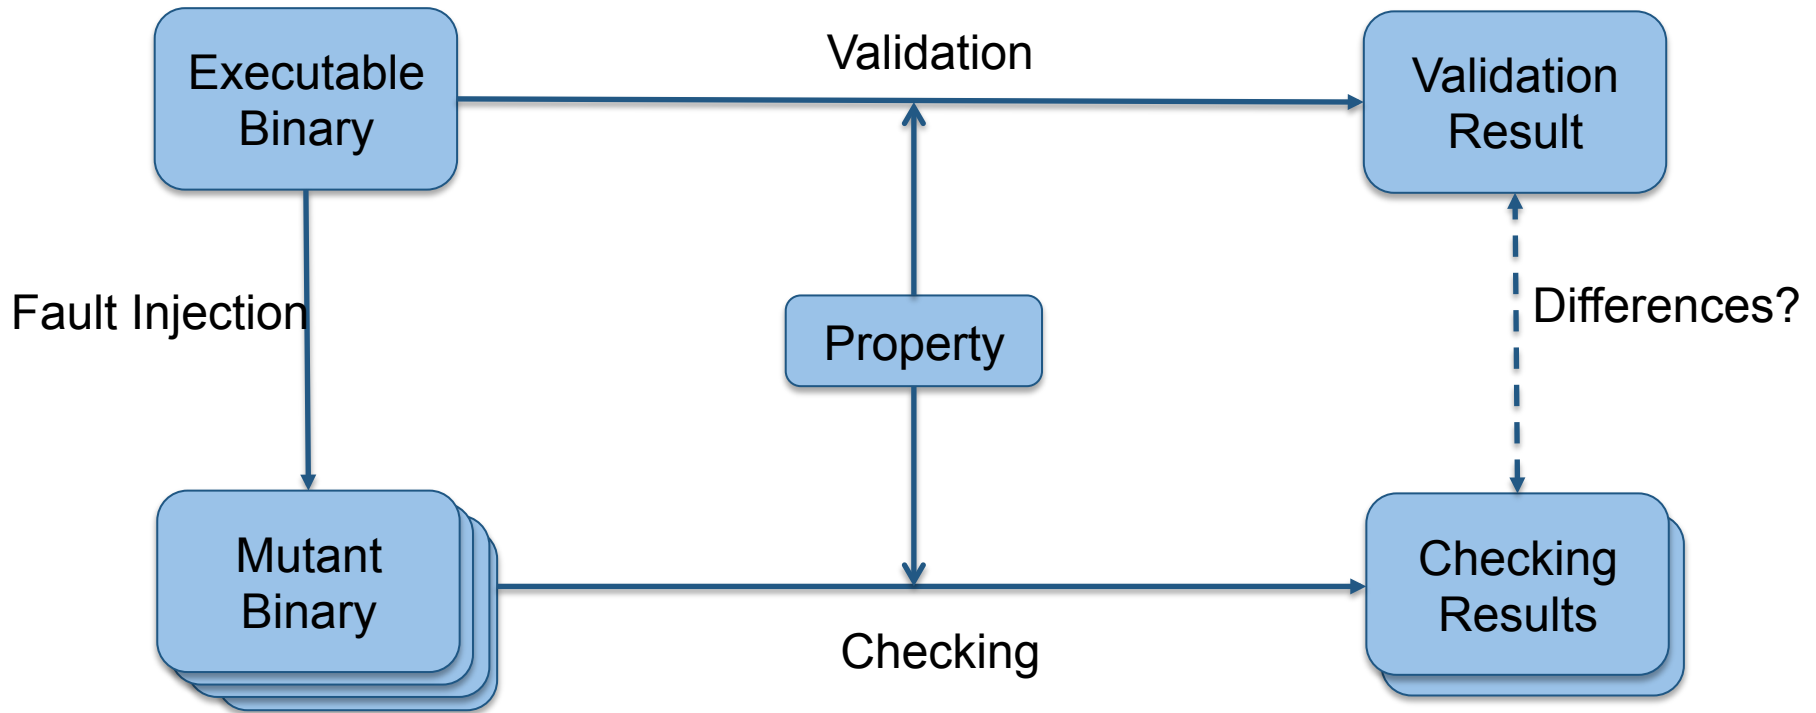 Executable
Binary
Validation
Validation
Result
Fault Injection
Property
Differences?
Mutant
Binary
Checking
Checking
Results